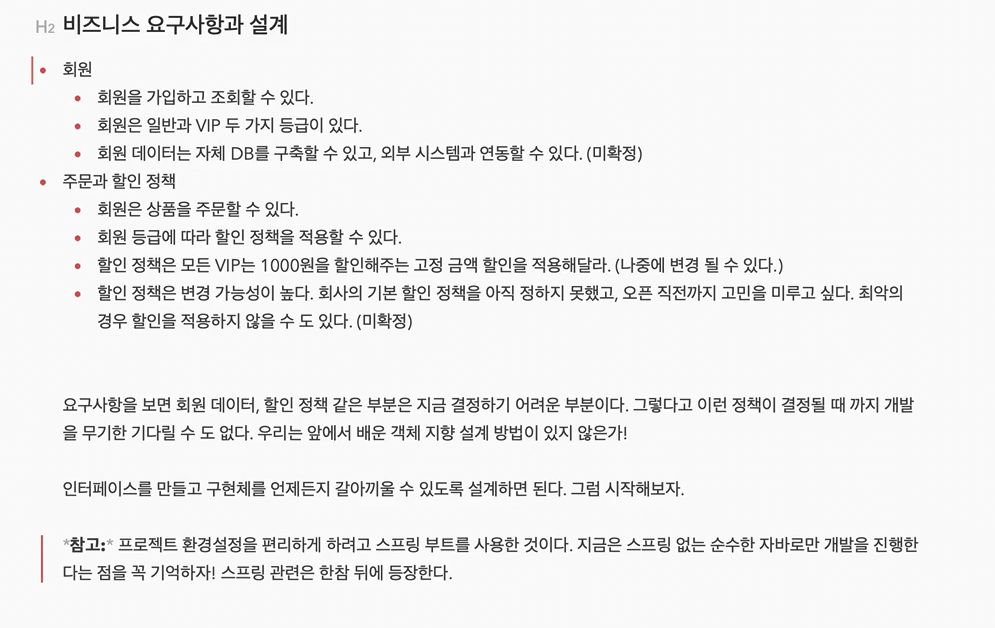 H2 비즈니스 요구사항과 설계
• 회원
• 회원을 가입하고 조회할 수 있다.
• 회원은 일반과 VIP 두 가지 등급이 있다.
• 회원 데이터는 자체 DB를 구축할 수 있고, 외부 시스템과 연동할 수 있다. (미확정)
• 주문과 할인 정책
• 회원은 상품을 주문할 수 있다.
• 회원 등급에 따라 할인 정책을 적용할 수 있다.
• 할인 정책은 모든 VIP는 1000원을 할인해주는 고정 금액 할인을 적용해달라. (나중에 변경 될 수 있다.)
• 할인 정책은 변경 가능성이 높다. 회사의 기본 할인 정책을 아직 정하지 못했고, 오픈 직전까지 고민을 미루고 싶다. 최악의
경우 할인을 적용하지 않을 수 도 있다. (미확정)
요구사항을 보면 회원 데이터, 할인 정책 같은 부분은 지금 결정하기 어려운 부분이다. 그렇다고 이런 정책이 결정될 때 까지 개발
을 무기한 기다릴 수 도 없다. 우리는 앞에서 배운 객체 지향 설계 방법이 있지 않은가!
인터페이스를 만들고 구현체를 언제든지 갈아끼울 수 있도록 설계하면 된다. 그럼 시작해보자.
*참고:* 프로젝트 환경설정을 편리하게 하려고 스프링 부트를 사용한 것이다. 지금은 스프링 없는 순수한 자바로만 개발을 진행한
다는 점을 꼭 기억하자! 스프링 관련은 한참 뒤에 등장한다.